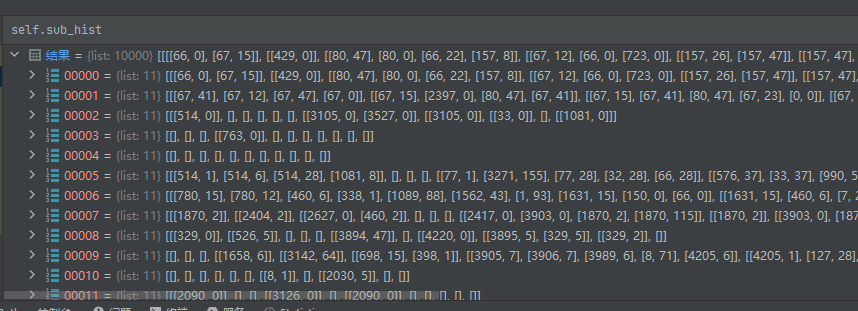 self.sub_hist
结果 = {list: 10000} [[[[66, 0], [67, 15]], [[429, 0]], [[80, 47], [80, 0], [66, 22], [157, 8]], [[67, 12], [66, 0], [723, 0]], [[157, 26], [157, 47]], [[157, 47],
00000 = {list: 11} [[[66, 0], [67, 15]], [[429, 0]], [[80, 47], [80, 0], [66, 22], [157, 8]], [[67, 12], [66, 0], [723, 0]], [[157, 26], [157, 47]], [[157, 47],
00001 = {list: 11} [[[67, 41], [67, 12], [67, 47], [67, 0]], [[67, 15], [2397, 0], [80, 47], [67, 41]], [[67, 15], [67, 41], [80, 47], [67, 23], [0, 0]], [[67,
00002 = {list: 11} [[[514, 0]], [], [], [], [], [[3105, 0], [3527, 0]], [[3105, 0]], [[33, 0]], [], [[1081, 0]]]
00003 = {list: 11} [[], [], [], [[763, 0]], [], [], [], [], [], [], []]
00004 = {list: 11} [[], [], [], [], [], [], [], [], [], [], []]
00005 = {list: 11} [[[514, 1], [514, 6], [514, 28], [1081, 8]], [], [], [], [[77, 1], [3271, 155], [77, 28], [32, 28], [66, 28]], [[576, 37], [33, 37], [990, 5
00006 = {list: 11} [[[780, 15], [780, 12], [460, 6], [338, 1], [1089, 88], [1562, 43], [1, 93], [1631, 15], [150, 0], [66, 0]], [[1631, 15], [460, 6], [7, 2
00007 = {list: 11} [[[1870, 2]], [[2404, 2]], [[2627, 0], [460, 2]], [], [], [], [[2417, 0], [3903, 0], [1870, 2], [1870, 115]], [[1870, 2]], [[3903, 0], [187
00008 = {list: 11} [[[329, 0]], [[526, 5]], [], [], [], [[3894, 47]], [], [[4220, 0]], [[3895, 5], [329, 5]], [[329, 2]], []]
00009 = {list: 11} [[], [], [], [[1658, 6]], [[3142, 64]], [[698, 15], [398, 1]], [[3905, 7], [3906, 7], [3989, 6], [8, 71], [4205, 6]], [[4205, 1], [127, 28],
00010 = {list: 11} [[], [], [], [], [], [], [[8, 1]], [], [[2030, 5]], [], []]
00011 = {list: 11} [[[2090, 0]], [], [], [[3126, 0]], [], [[2090, 0]], [], [], [], [], []]